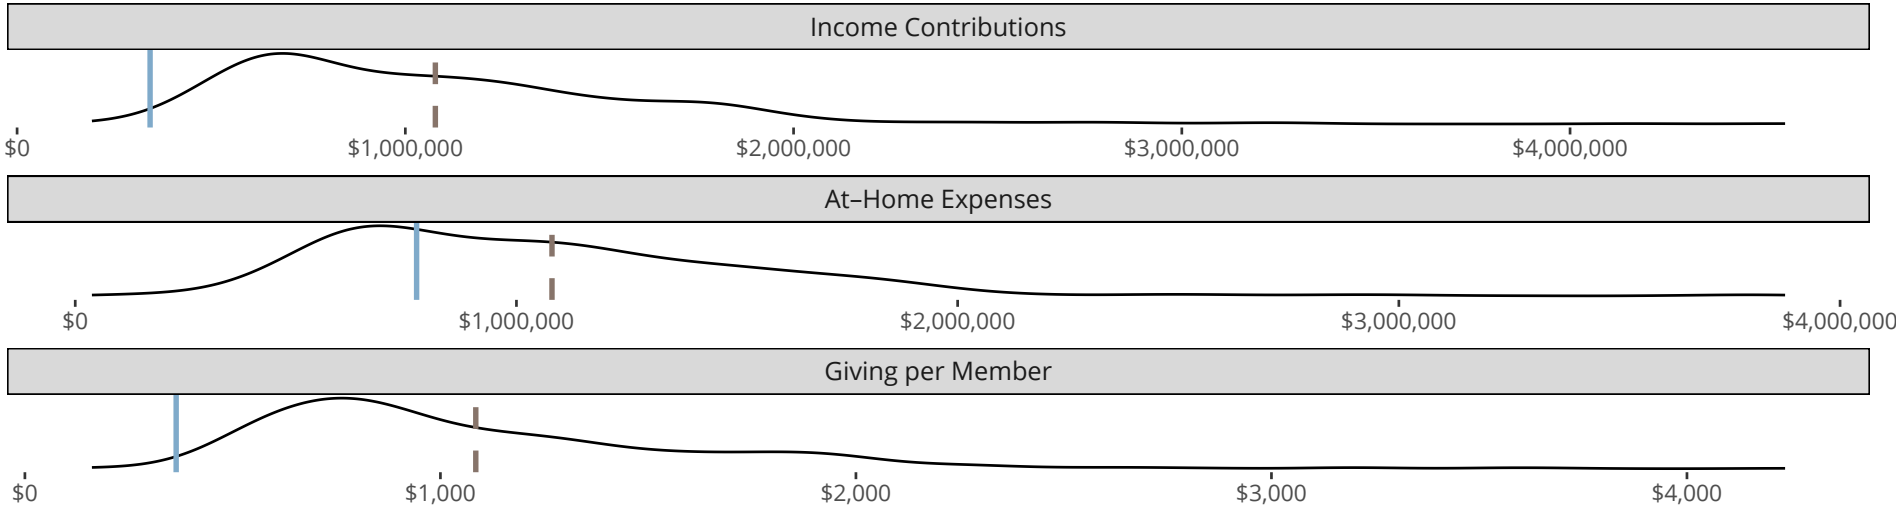 Income Contributions
$0 $1,000,000 $2,000,000 $3,000,000 $4,000,000
At–Home Expenses
$0 $1,000,000 $2,000,000 $3,000,000 $4,000,000
Giving per Member
$0 $1,000 $2,000 $3,000 $4,000